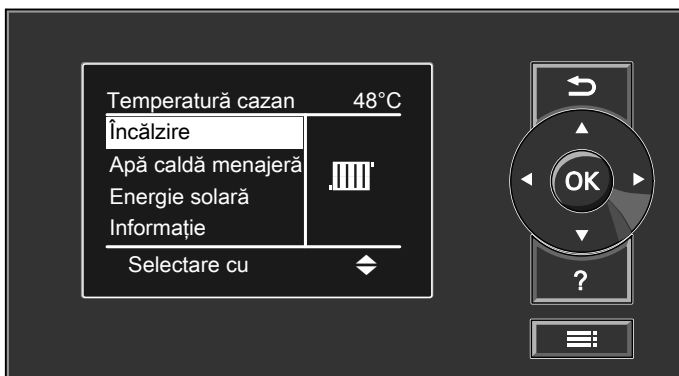 Temperatură cazan 48°C
Încălzire
Apă caldă menajeră
Energie solară
Informație
Selectare cu
OK
?